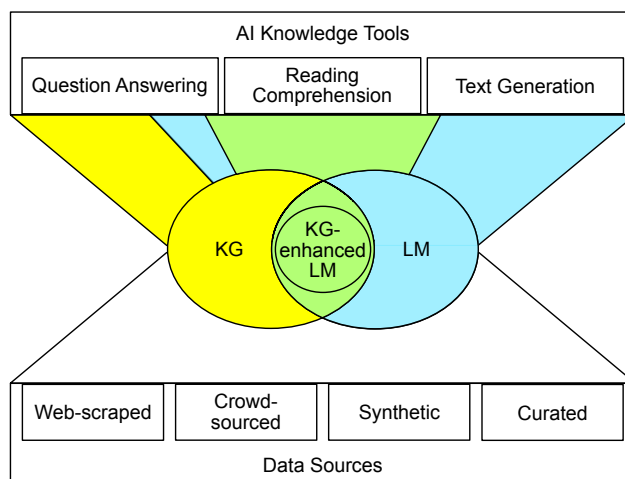 AI Knowledge Tools
Question Answering
Reading
Comprehension
Text Generation
KG
KG-
enhanced
LM
LM
Web-scraped
Crowd-
sourced
Synthetic
Curated
Data Sources